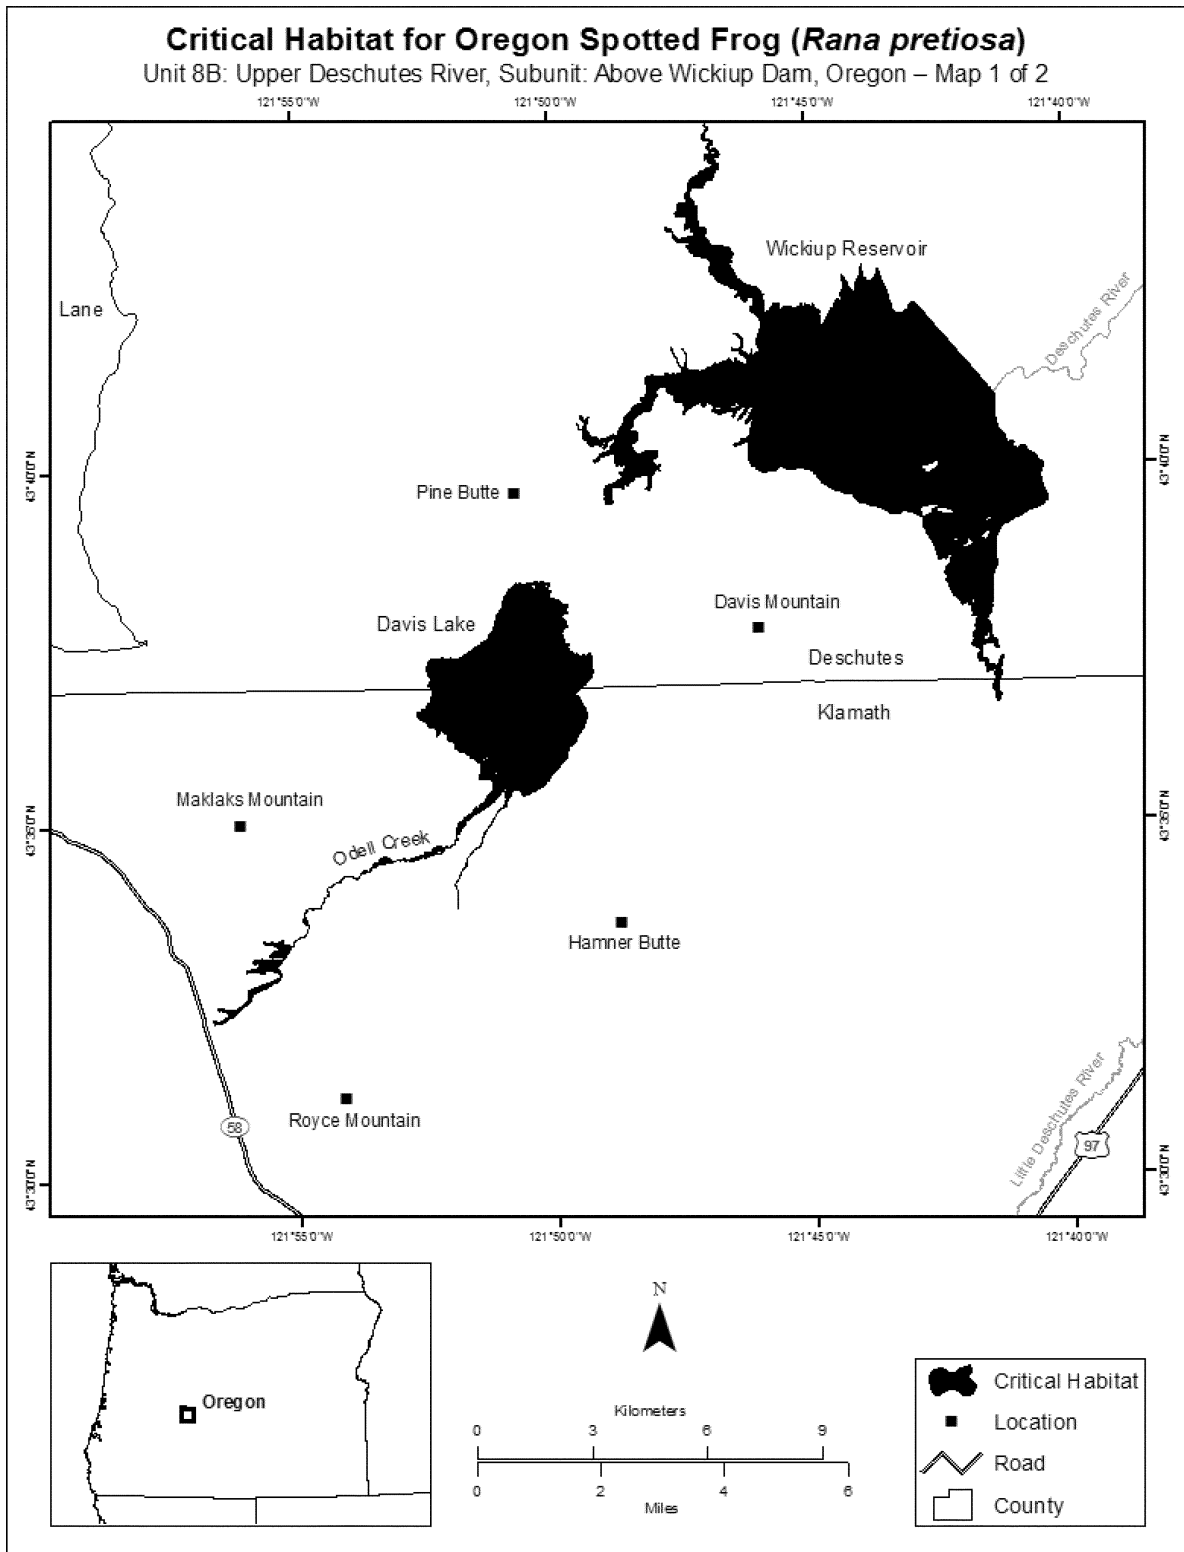 Critical Habitat for Oregon Spotted Frog (Rana pretiosa)
Unit 8B: Upper Deschutes River, Subunit: Above Wickiup Dam, Oregon – Map 1 of 2
121°55'0"W 121°50'0"W 121°45'0"W 121°40'0"W
Wickiup Reservoir
Lane
Deschutes River
43°40'0"N 43°40'0"N
Pine Butte
Davis Mountain
Davis Lake
Deschutes
Klamath
Maklaks Mountain
43°35'0"N 43°35'0"N
Odell Creek
Hamner Butte
Royce Mountain
58
Little Deschutes River
97
43°30'0"N 43°30'0"N
121°55'0"W 121°50'0"W 121°45'0"W 121°40'0"W
N
Oregon
Kilometers
0 3 6 9
0 2 4 6
Miles
Critical Habitat
Location
Road
County